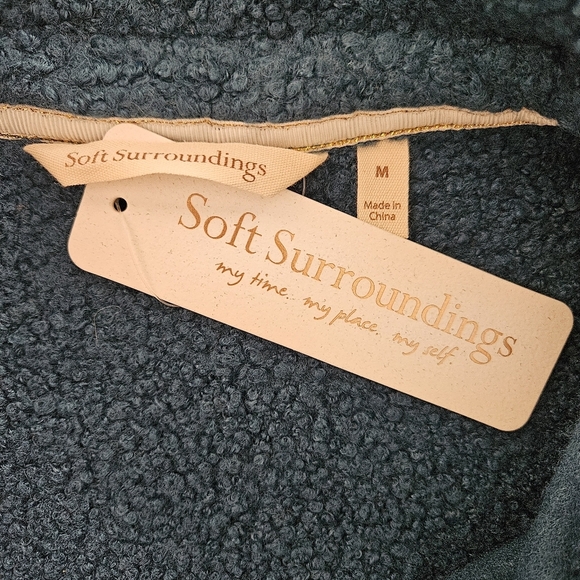 Soft Surroundings
M
Made in
China
Soft Surroundings
my time. my place. my self.